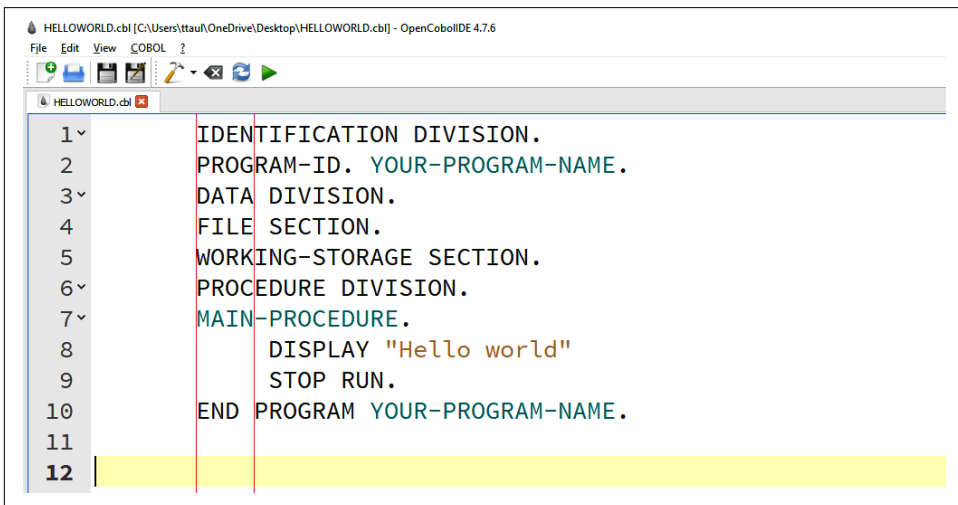 HELLOWORLD.cbl [C:\Users\ttaul\OneDrive\Desktop\HELLOWORLD.cbl] - OpenCobolIDE 4.7.6
File Edit View COBOL ?
HELLOWORLD.cbl
1 IDENTIFICATION DIVISION.
2 PROGRAM-ID. YOUR-PROGRAM-NAME.
3 DATA DIVISION.
4 FILE SECTION.
5 WORKING-STORAGE SECTION.
6 PROCEDURE DIVISION.
7 MAIN-PROCEDURE.
8 DISPLAY "Hello world"
9 STOP RUN.
10 END PROGRAM YOUR-PROGRAM-NAME.
11
12